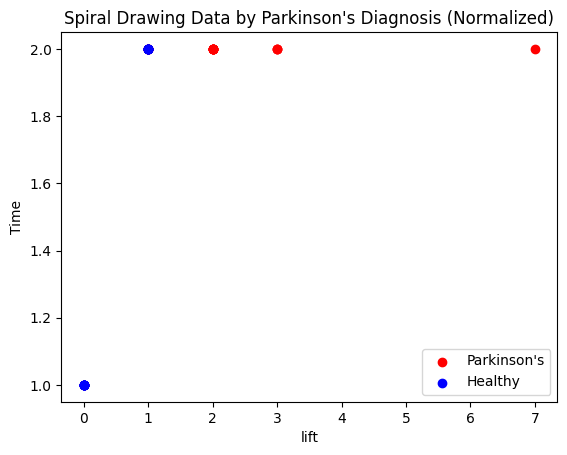 Spiral Drawing Data by Parkinson's Diagnosis (Normalized)
2.0
1.8
1.6
1.4
1.2
1.0
Time
0 1 2 3 4 5 6 7
lift
Parkinson's
Healthy